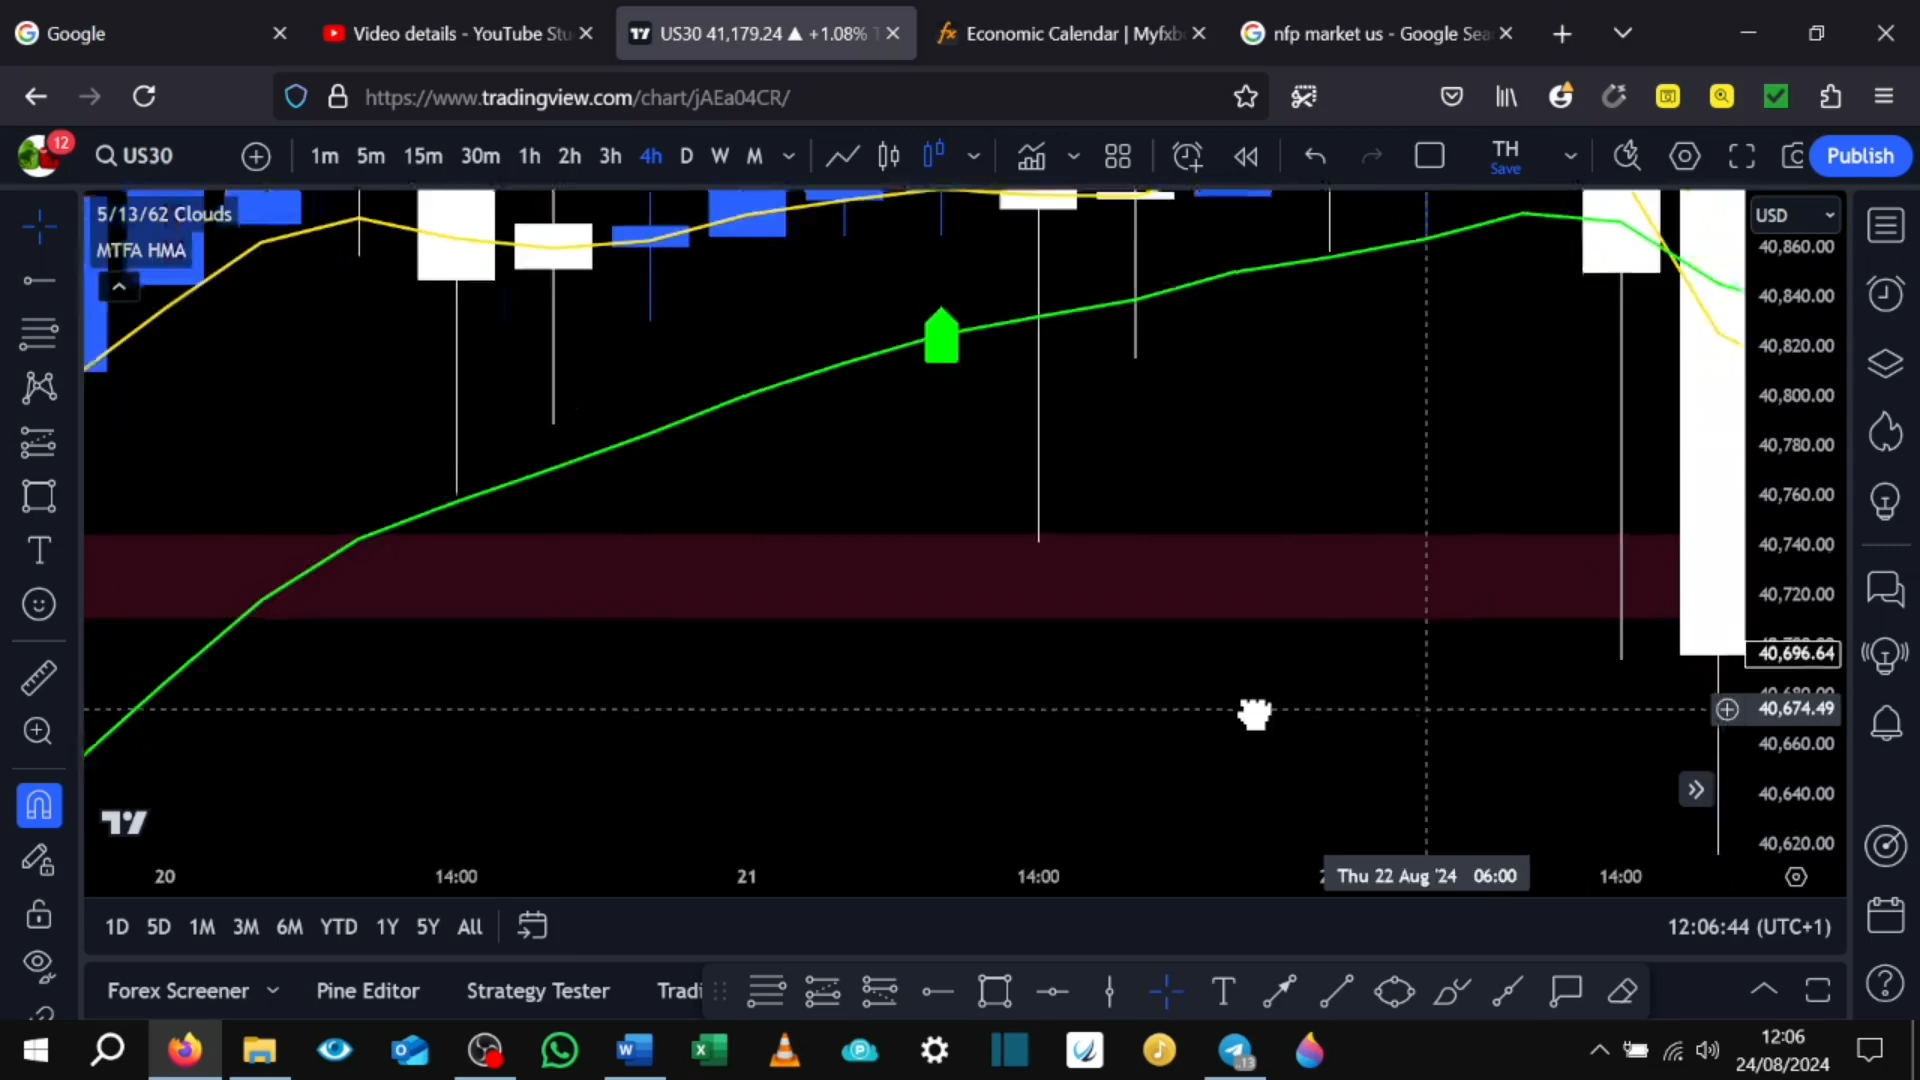 Google
Video details - YouTube Stu
US30 41,179.24 ▲ +1.08% T
Economic Calendar | Myfxb
nfp market us - Google Sea
https://www.tradingview.com/chart/jAEa04CR/
12
US30
1m 5m 15m 30m 1h 2h 3h 4h D W M
TH
Save
Publish
5/13/62 Clouds
MTFA HMA
USD
40,860.00
40,840.00
40,820.00
40,800.00
40,780.00
40,760.00
40,740.00
40,720.00
40,696.64
40,674.49
40,660.00
40,640.00
40,620.00
20 14:00 21 14:00 Thu 22 Aug '24 06:00 14:00
1D 5D 1M 3M 6M YTD 1Y 5Y All
12:06:44 (UTC+1)
Forex Screener Pine Editor Strategy Tester Tradi
13
12:06
24/08/2024